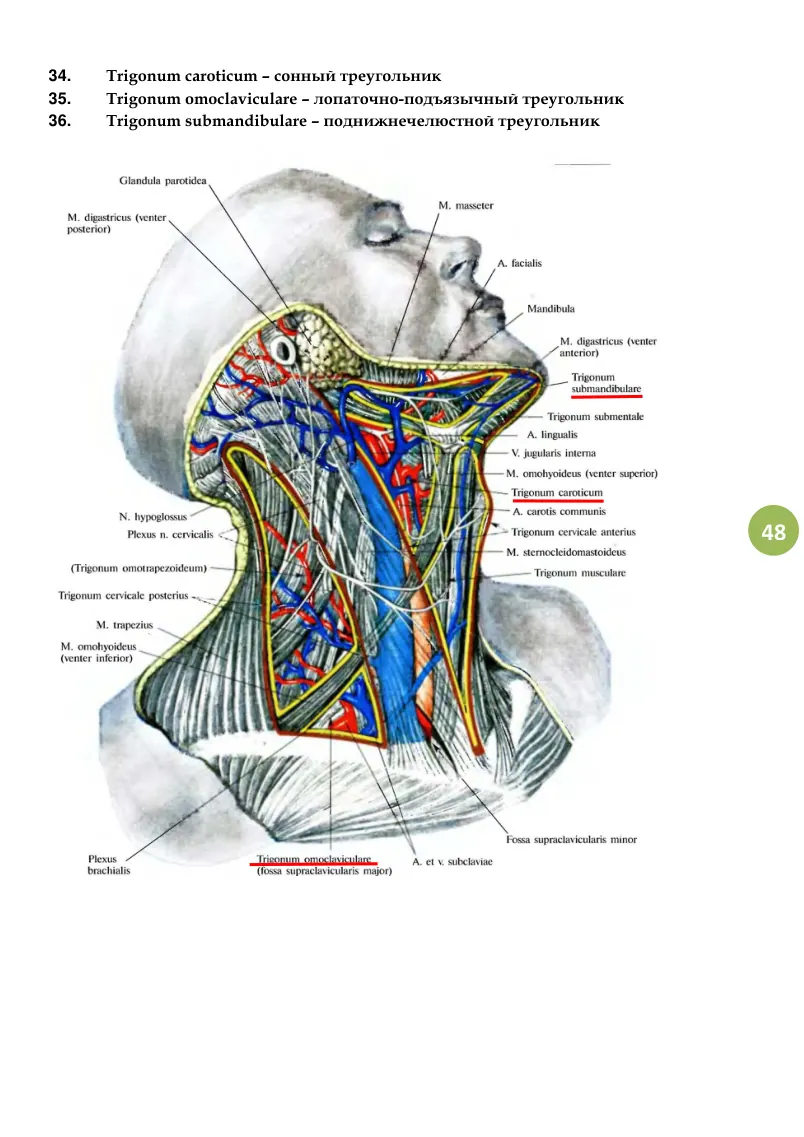 34. Trigonum caroticum – сонный треугольник
35. Trigonum omoclaviculare – лопаточно-подъязычный треугольник
36. Trigonum submandibulare – поднижнечелюстной треугольник
Glandula parotidea
M. digastricus (venter
posterior)
M. masseter
A. facialis
Mandibula
M. digastricus (venter
anterior)
Trigonum
submandibulare
Trigonum submentale
A. lingualis
V. jugularis interna
M. omohyoideus (venter superior)
Trigonum caroticum
A. carotis communis
Trigonum cervicale anterius
M. sternocleidomastoideus
Trigonum musculare
N. hypoglossus
Plexus n. cervicalis
(Trigonum omotrapezoideum)
Trigonum cervicale posterius
M. trapezius
M. omohyoideus
(venter inferior)
48
Fossa supraclavicularis minor
Plexus
brachialis
Trigonum omoclaviculare
(fossa supraclavicularis major)
A. et v. subclaviae